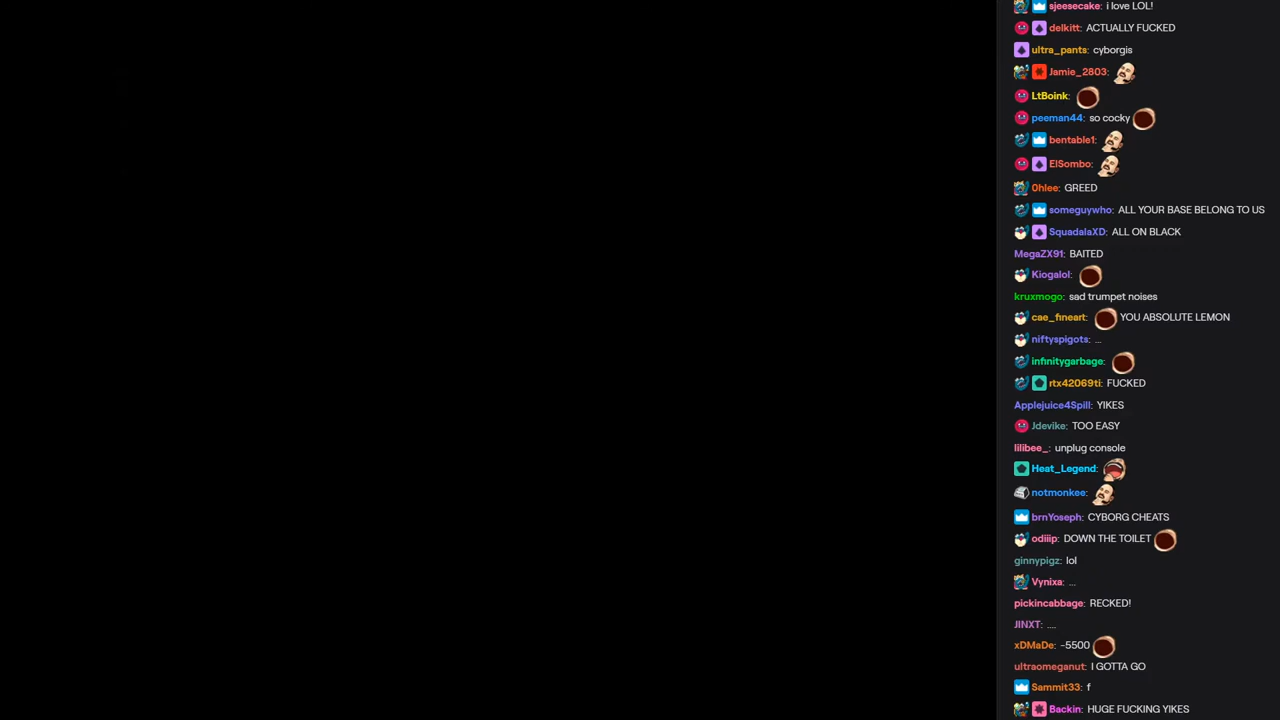 sjeesecake: i love LOL!
delkitt: ACTUALLY FUCKED
ultra_pants: cyborgis
Jamie_2803:
LtBoink:
peeman44: so cocky
bentable1:
ElSombo:
0hlee: GREED
someguywho: ALL YOUR BASE BELONG TO US
SquadalaXD: ALL ON BLACK
MegaZX91: BAITED
Kiogalol:
kruxmogo: sad trumpet noises
cae_fineart: YOU ABSOLUTE LEMON
niftyspigots: ...
infinitygarbage:
rtx42069ti: FUCKED
Applejuice4Spill: YIKES
Jdevike: TOO EASY
lilibee_: unplug console
Heat_Legend:
notmonkee:
brnYoseph: CYBORG CHEATS
odiiip: DOWN THE TOILET
ginnypigz: lol
Vynixa: ...
pickincabbage: RECKED!
JINXT: ....
xDMaDe: -5500
ultraomeganut: I GOTTA GO
Sammit33: f
Backin: HUGE FUCKING YIKES